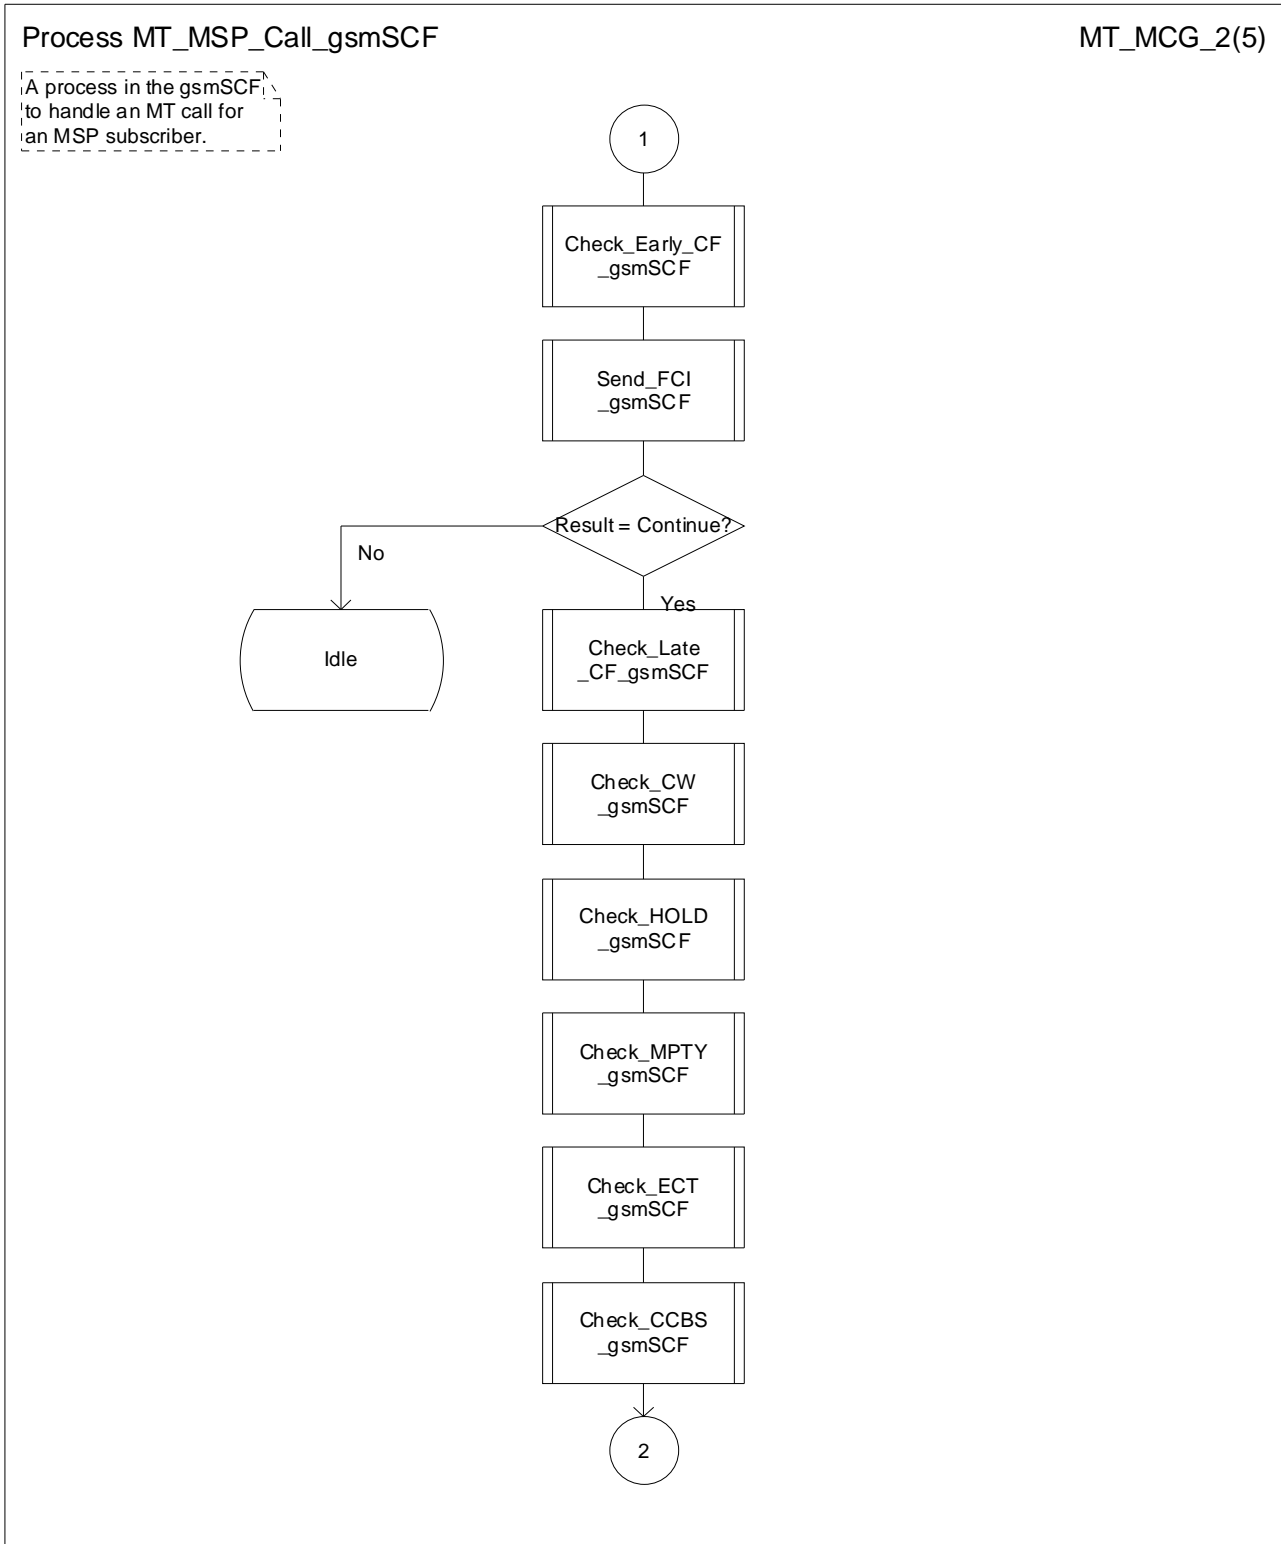 Process MT_MSP_Call_gsmSCF
MT_MCG_2(5)
A process in the gsmSCF
to handle an MT call for
an MSP subscriber.
1
Check_Early_CF
_gsmSCF
Send_FCI
_gsmSCF
Result = Continue?
No
Yes
Idle
Check_Late
_CF_gsmSCF
Check_CW
_gsmSCF
Check_HOLD
_gsmSCF
Check_MPTY
_gsmSCF
Check_ECT
_gsmSCF
Check_CCBS
_gsmSCF
2